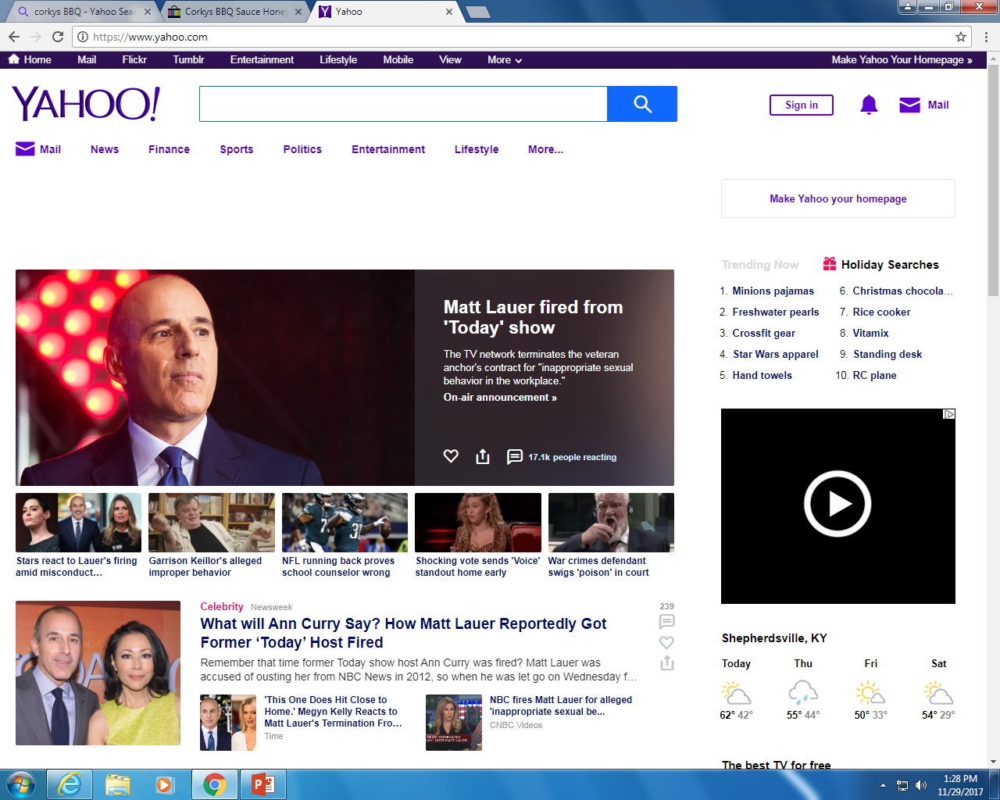 corkys BBQ - Yahoo Sear
Corkys BBQ Sauce Honey
Yahoo
https://www.yahoo.com
Home Mail Flickr Tumblr Entertainment Lifestyle Mobile View More
Make Yahoo Your Homepage »
YAHOO!
Sign in
Mail
Mail News Finance Sports Politics Entertainment Lifestyle More...
Make Yahoo your homepage
Trending Now
Holiday Searches
1. Minions pajamas
2. Freshwater pearls
3. Crossfit gear
4. Star Wars apparel
5. Hand towels
6. Christmas chocola...
7. Rice cooker
8. Vitamix
9. Standing desk
10. RC plane
Matt Lauer fired from
'Today' show
The TV network terminates the veteran
anchor's contract for "inappropriate sexual
behavior in the workplace."
On-air announcement »
17.1k people reacting
Stars react to Lauer's firing
amid misconduct...
Garrison Keillor's alleged
improper behavior
NFL running back proves
school counselor wrong
Shocking vote sends 'Voice'
standout home early
War crimes defendant
swigs 'poison' in court
Celebrity Newsweek
239
What will Ann Curry Say? How Matt Lauer Reportedly Got
Former ‘Today’ Host Fired
Remember that time former Today show host Ann Curry was fired? Matt Lauer was
accused of ousting her from NBC News in 2012, so when he was let go on Wednesday f...
'This One Does Hit Close to
Home.' Megyn Kelly Reacts to
Matt Lauer's Termination Fro...
Time
NBC fires Matt Lauer for alleged
'inappropriate sexual be...
CNBC Videos
Shepherdsville, KY
Today Thu Fri Sat
62° 42° 55° 44° 50° 33° 54° 29°
The best TV for free
1:28 PM
11/29/2017